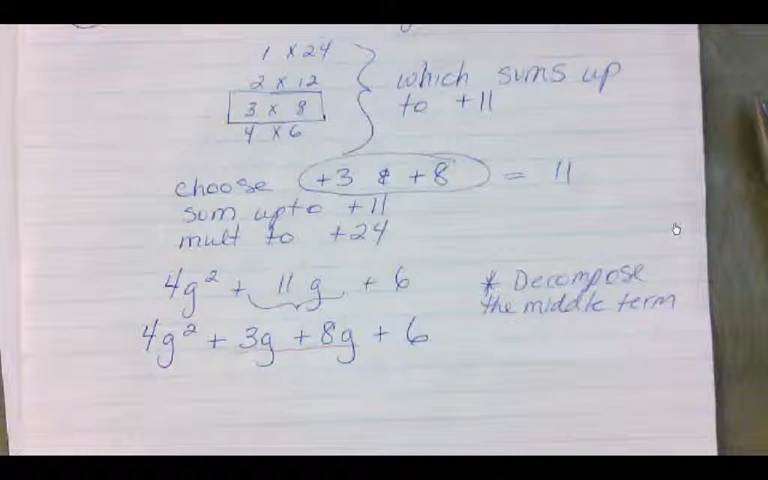 1 x 24
2 x 12
3 x 8
4 x 6
which sums up
to +11
choose +3 & +8 = 11
sum up to +11
mult to +24
4g² + 11g + 6
* Decompose
the middle term
4g² + 3g + 8g + 6